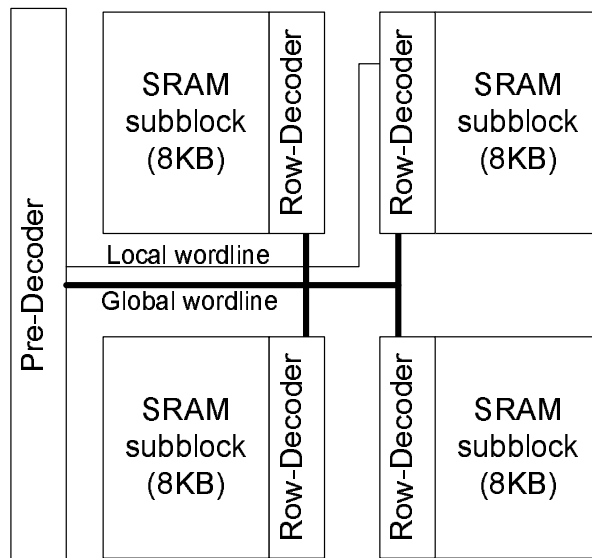 Pre-Decoder
SRAM
subblock
(8KB)
Row-Decoder
Row-Decoder
SRAM
subblock
(8KB)
Local wordline
Global wordline
SRAM
subblock
(8KB)
Row-Decoder
Row-Decoder
SRAM
subblock
(8KB)